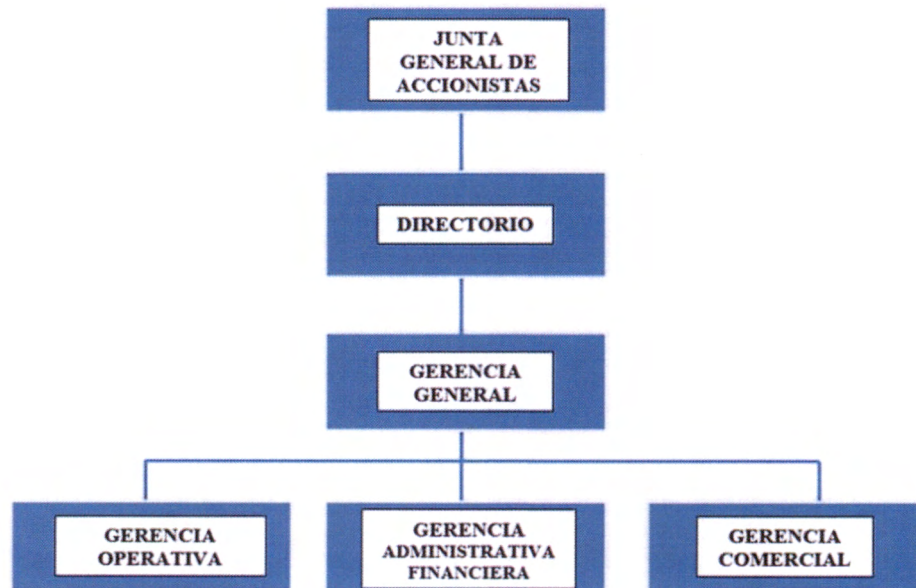 JUNTA
GENERAL DE
ACCIONISTAS
DIRECTORIO
GERENCIA
GENERAL
GERENCIA
OPERATIVA
GERENCIA
ADMINISTRATIVA
FINANCIERA
GERENCIA
COMERCIAL